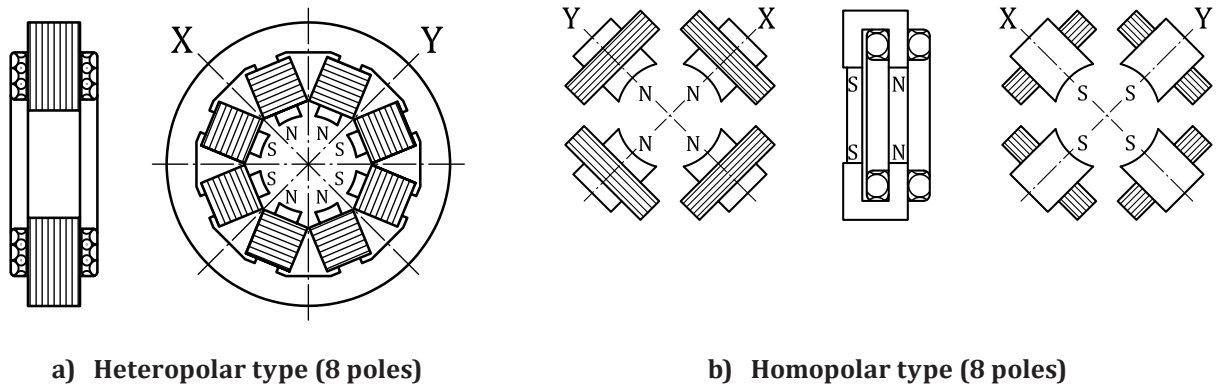 X Y
N N
S S
S S
N N
Y X
N N
N N
S N
S N
X Y
S S
S S
a) Heteropolar type (8 poles)
b) Homopolar type (8 poles)